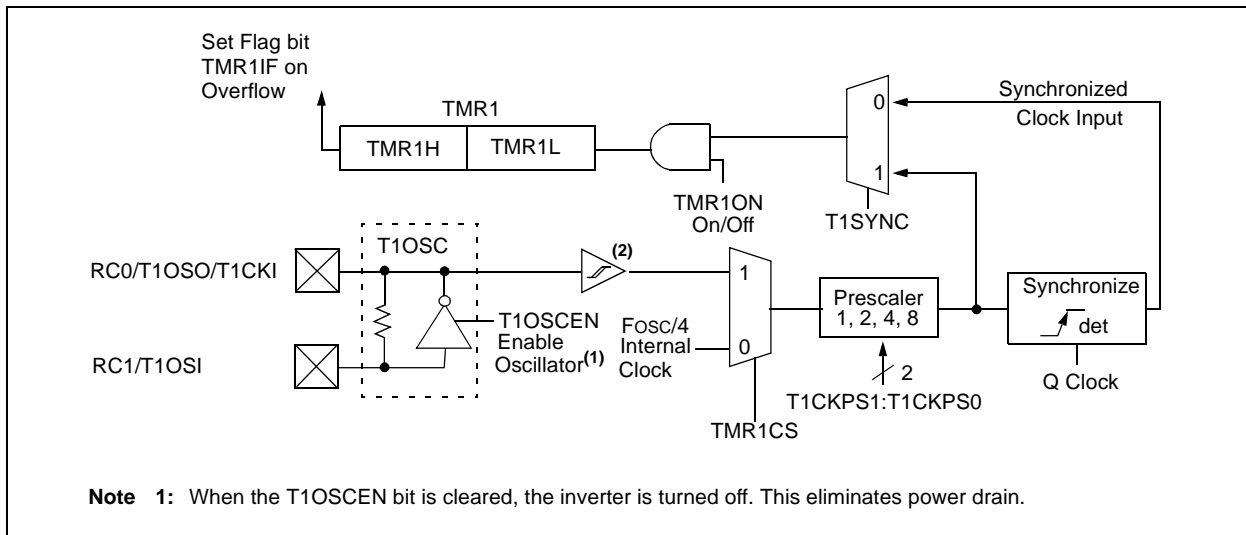 Set Flag bit
TMR1IF on
Overflow
TMR1
TMR1H
TMR1L
TMR1ON
On/Off
0
1
T1SYNC
Synchronized
Clock Input
RC0/T1OSO/T1CKI
T1OSC
(2)
RC1/T1OSI
T1OSCEN
Enable
Oscillator(1)
FOSC/4
Internal
Clock
1
0
TMR1CS
Prescaler
1, 2, 4, 8
2
T1CKPS1:T1CKPS0
Synchronize
det
Q Clock
Note 1: When the T1OSCEN bit is cleared, the inverter is turned off. This eliminates power drain.